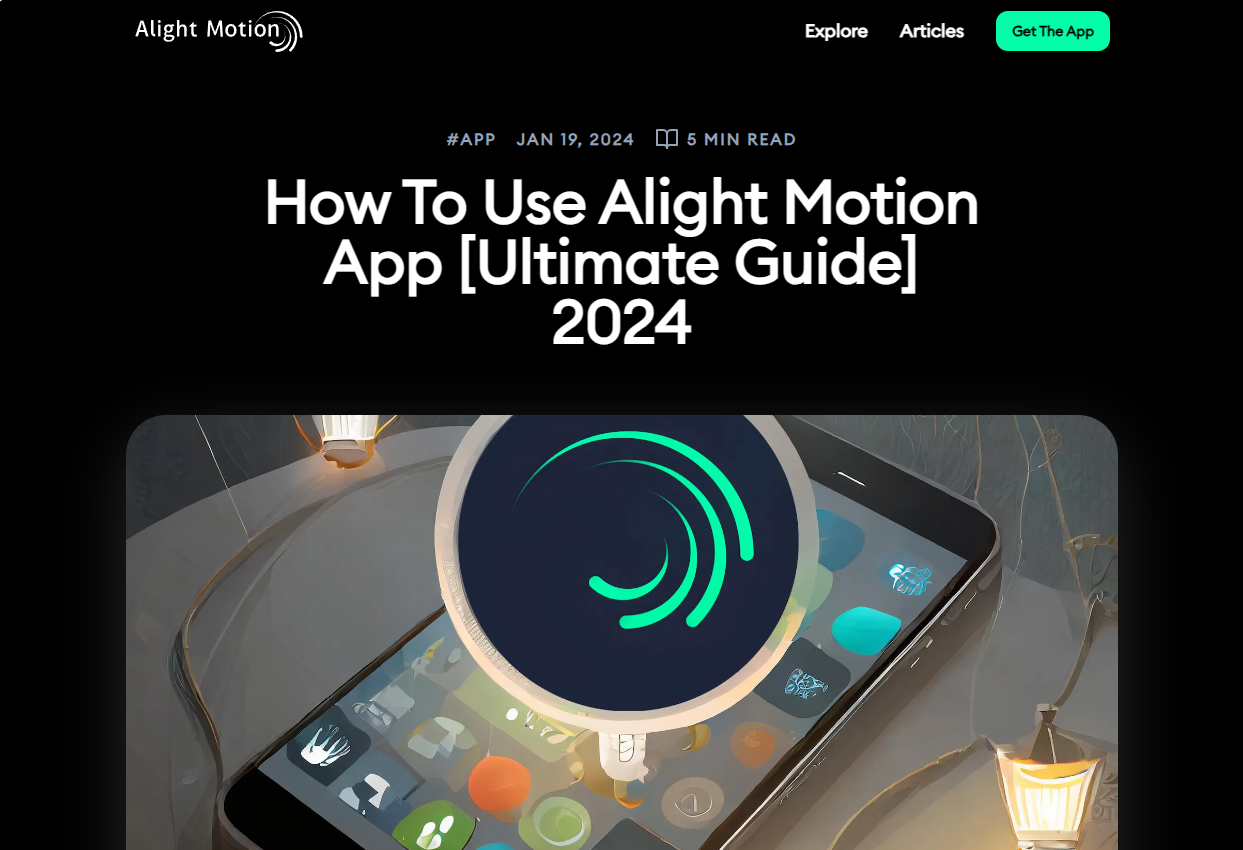 Alight Motion
Explore Articles Get The App
#APP JAN 19, 2024 5 MIN READ
How To Use Alight Motion
App [Ultimate Guide]
2024